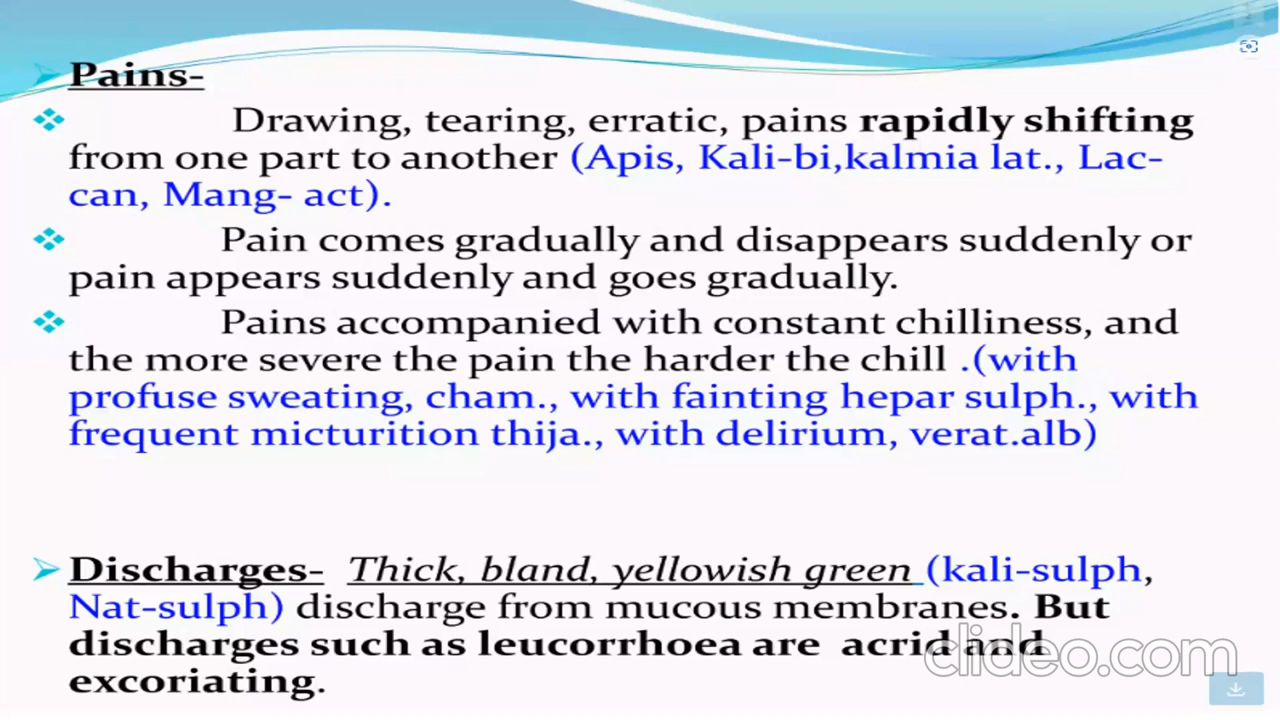 Pains-
Drawing, tearing, erratic, pains rapidly shifting
from one part to another (Apis, Kali-bi,kalmia lat., Lac-
can, Mang- act).
Pain comes gradually and disappears suddenly or
pain appears suddenly and goes gradually.
Pains accompanied with constant chilliness, and
the more severe the pain the harder the chill .(with
profuse sweating, cham., with fainting hepar sulph., with
frequent micturition thija., with delirium, verat.alb)
Discharges- Thick, bland, yellowish green (kali-sulph,
Nat-sulph) discharge from mucous membranes. But
discharges such as leucorrhoea are acrid and
excoriating.
clideo.com